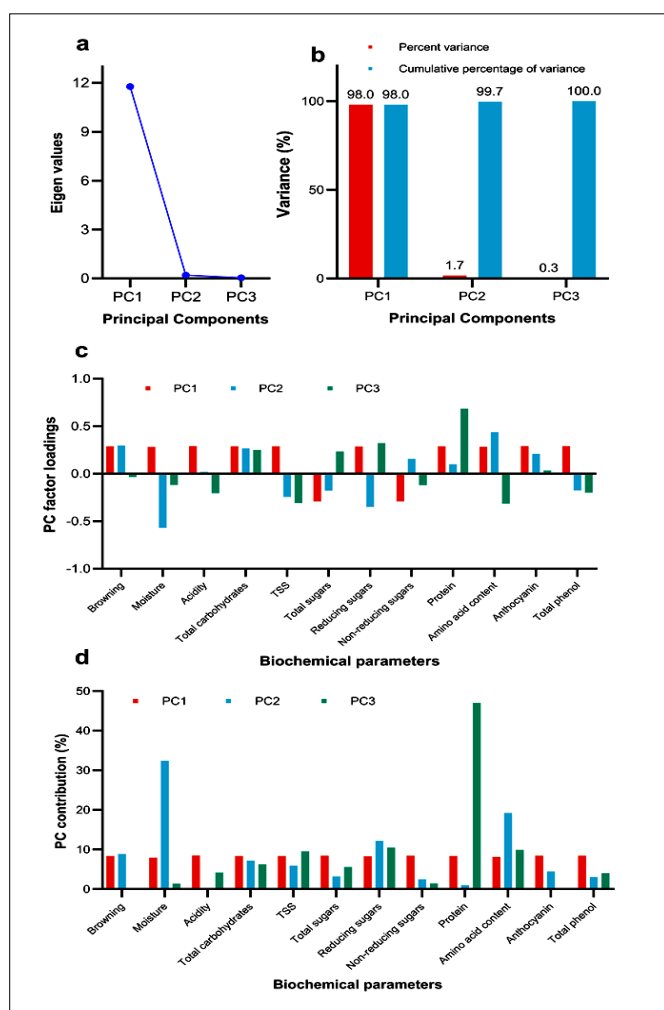 a
Eigen values
12
9
6
3
0
PC1 PC2 PC3
Principal Components
b
Percent variance
Cumulative percentage of variance
Variance (%)
100
50
0
98.0 98.0
1.7
99.7
0.3
100.0
PC1 PC2 PC3
Principal Components
c
PC1 PC2 PC3
PC factor loadings
1.0
0.5
0.0
-0.5
-1.0
Browning
Moisture
Acidity
Total carbohydrates
TSS
Total sugars
Reducing sugars
Non-reducing sugars
Protein
Amino acid content
Anthocyanin
Total phenol
Biochemical parameters
d
PC1 PC2 PC3
PC contribution (%)
50
40
30
20
10
0
Browning
Moisture
Acidity
Total carbohydrates
TSS
Total sugars
Reducing sugars
Non-reducing sugars
Protein
Amino acid content
Anthocyanin
Total phenol
Biochemical parameters